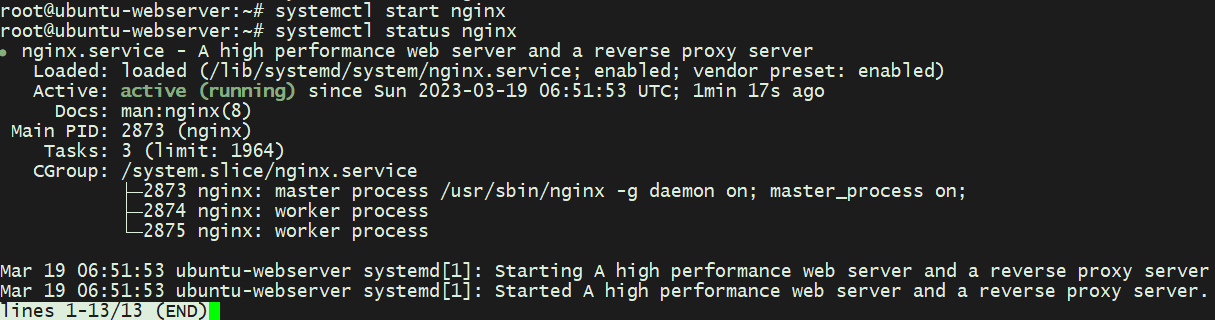 root@ubuntu-webserver:~# systemctl start nginx
root@ubuntu-webserver:~# systemctl status nginx
● nginx.service - A high performance web server and a reverse proxy server
   Loaded: loaded (/lib/systemd/system/nginx.service; enabled; vendor preset: enabled)
   Active: active (running) since Sun 2023-03-19 06:51:53 UTC; 1min 17s ago
     Docs: man:nginx(8)
 Main PID: 2873 (nginx)
    Tasks: 3 (limit: 1964)
   CGroup: /system.slice/nginx.service
           ├─2873 nginx: master process /usr/sbin/nginx -g daemon on; master_process on;
           ├─2874 nginx: worker process
           └─2875 nginx: worker process

Mar 19 06:51:53 ubuntu-webserver systemd[1]: Starting A high performance web server and a reverse proxy server
Mar 19 06:51:53 ubuntu-webserver systemd[1]: Started A high performance web server and a reverse proxy server.
lines 1-13/13 (END)